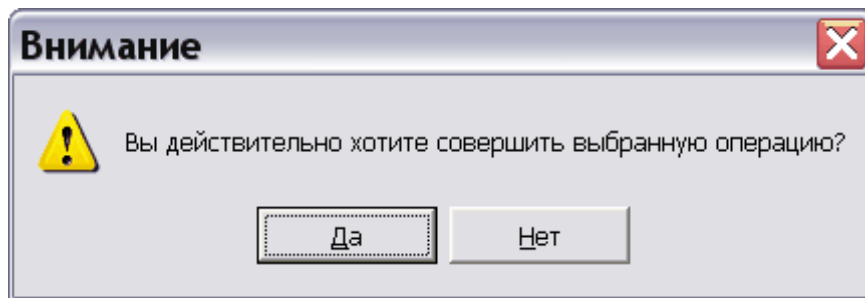 Внимание
Вы действительно хотите совершить выбранную операцию?
Да Нет